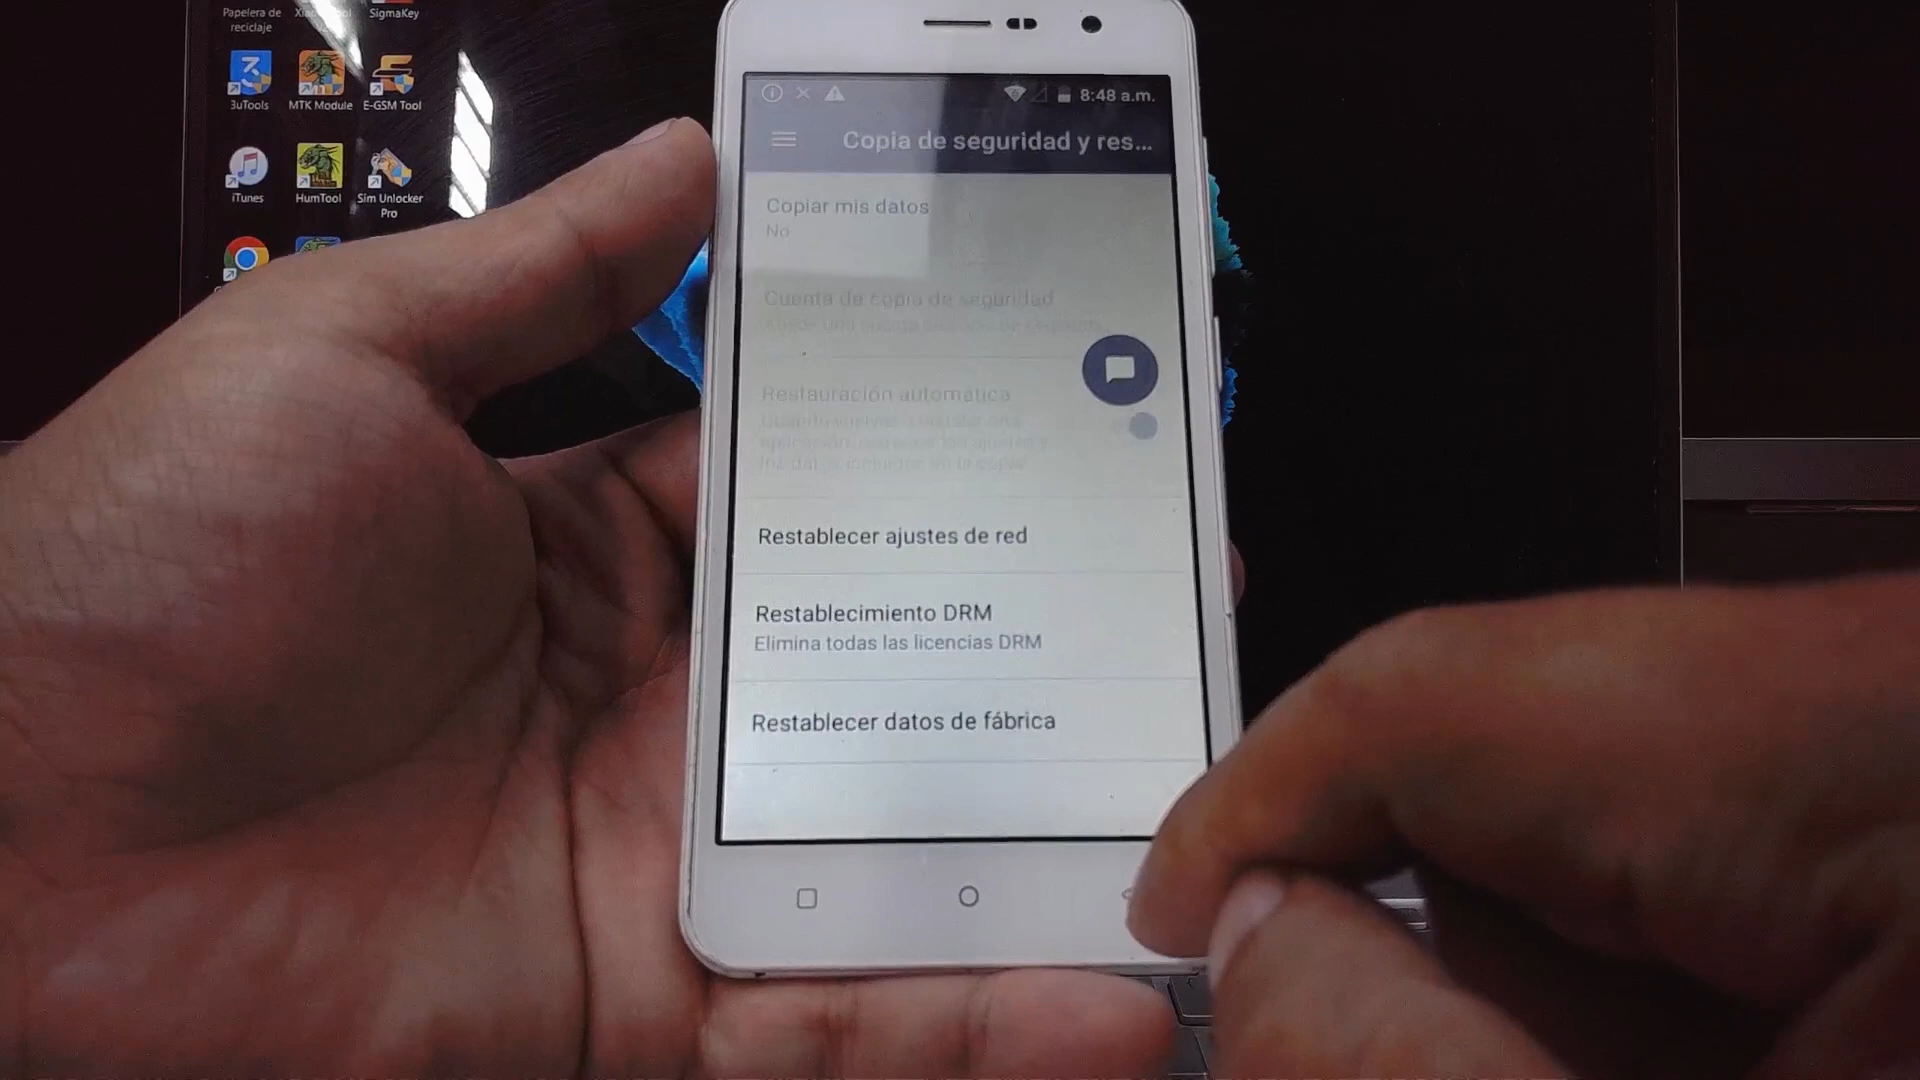 Papelera de
reciclaje
SigmaKey
3uTools
MTK Module
E-GSM Tool
iTunes
HumTool
Sim Unlocker
Pro
8:48 a.m.
Copia de seguridad y res...
Copiar mis datos
No
Cuenta de copia de seguridad
Restauración automática
Restablecer ajustes de red
Restablecimiento DRM
Elimina todas las licencias DRM
Restablecer datos de fábrica